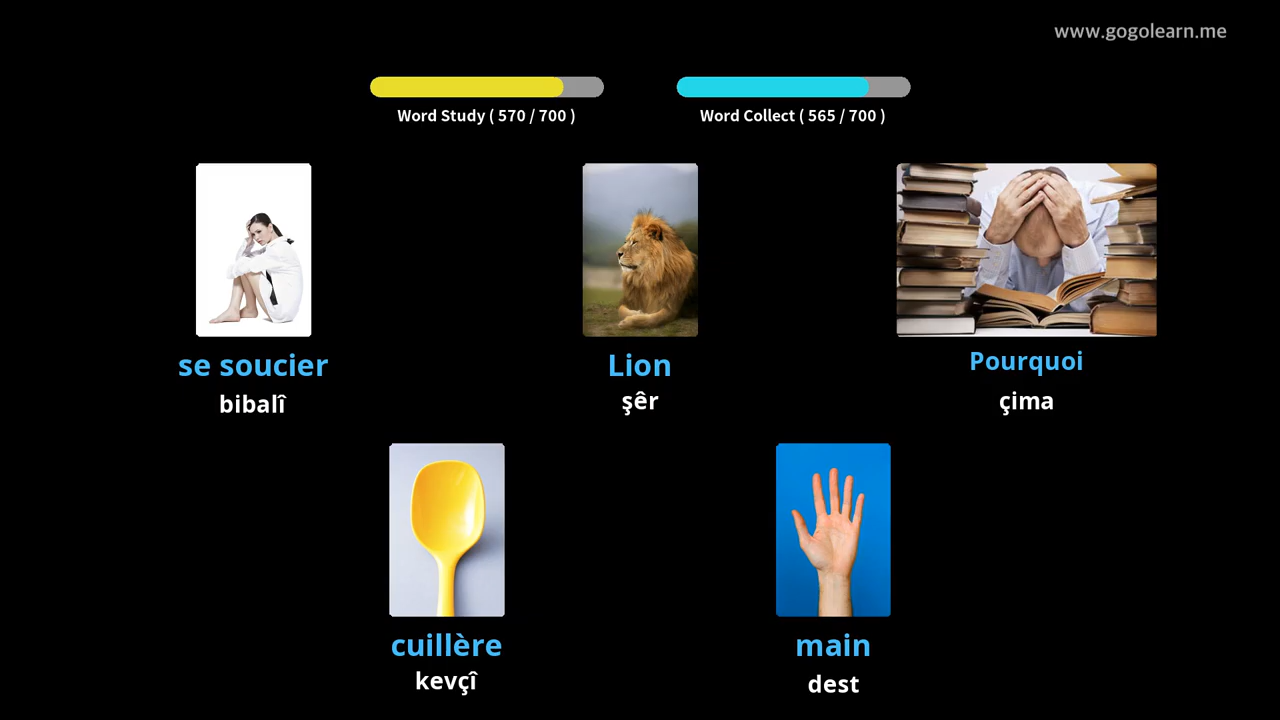 www.gogolearn.me
Word Study ( 570 / 700 )
Word Collect ( 565 / 700 )
se soucier
bibalî
Lion
şêr
Pourquoi
çima
cuillère
kevçî
main
dest